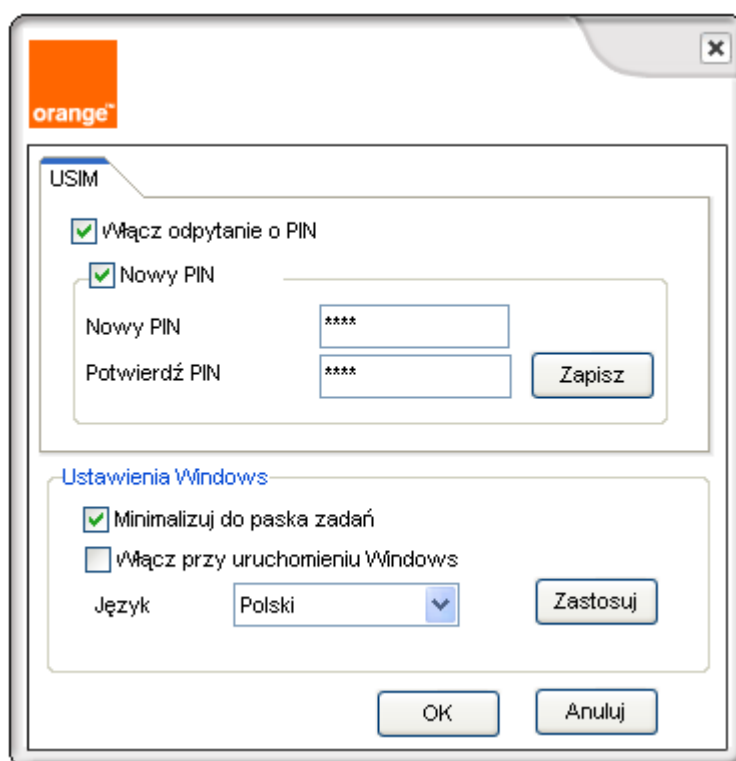 orange™
USIM
Włącz odpytanie o PIN
Nowy PIN
Nowy PIN ****
Potwierdź PIN **** Zapisz
Ustawienia Windows
Minimalizuj do paska zadań
Włącz przy uruchomieniu Windows
Język Polski Zastosuj
OK Anuluj